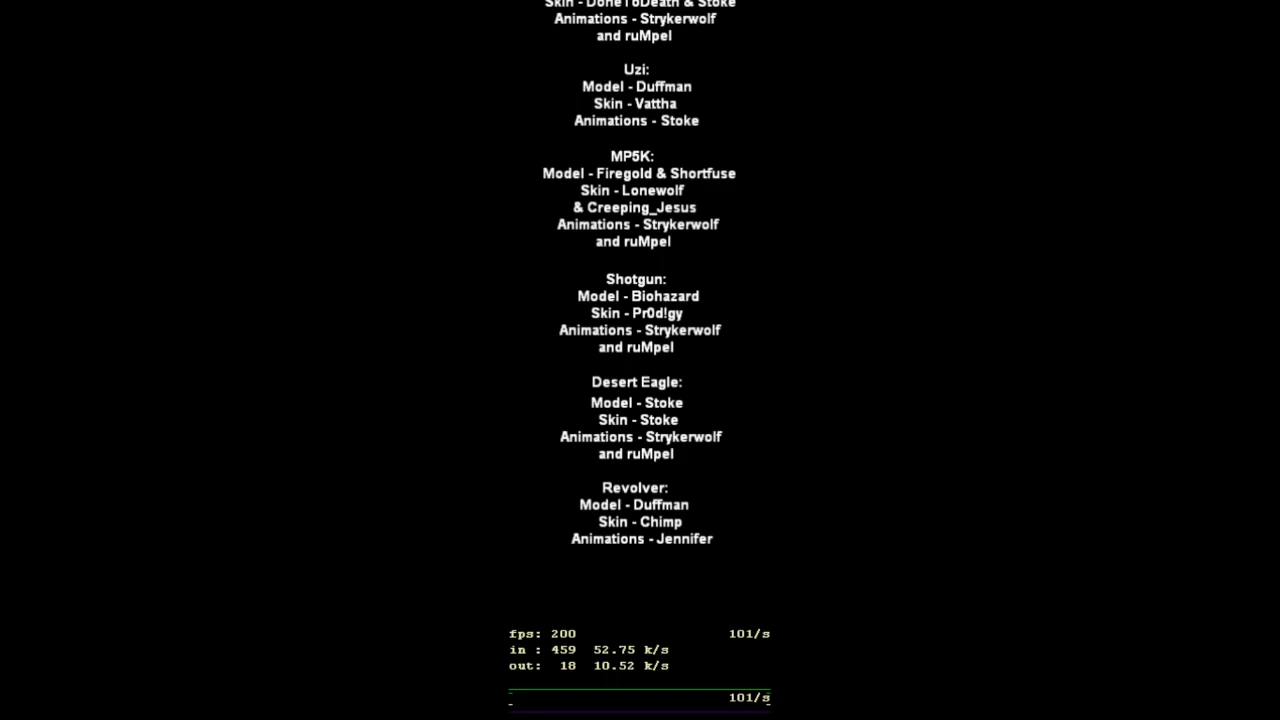 Skin - DoneToDeath & Stoke
Animations - Strykerwolf
and ruMpel
Uzi:
Model - Duffman
Skin - Vattha
Animations - Stoke
MP5K:
Model - Firegold & Shortfuse
Skin - Lonewolf
& Creeping_Jesus
Animations - Strykerwolf
and ruMpel
Shotgun:
Model - Biohazard
Skin - Pr0d!gy
Animations - Strykerwolf
and ruMpel
Desert Eagle:
Model - Stoke
Skin - Stoke
Animations - Strykerwolf
and ruMpel
Revolver:
Model - Duffman
Skin - Chimp
Animations - Jennifer
fps: 200 101/s
in : 459 52.75 k/s
out: 18 10.52 k/s
101/s